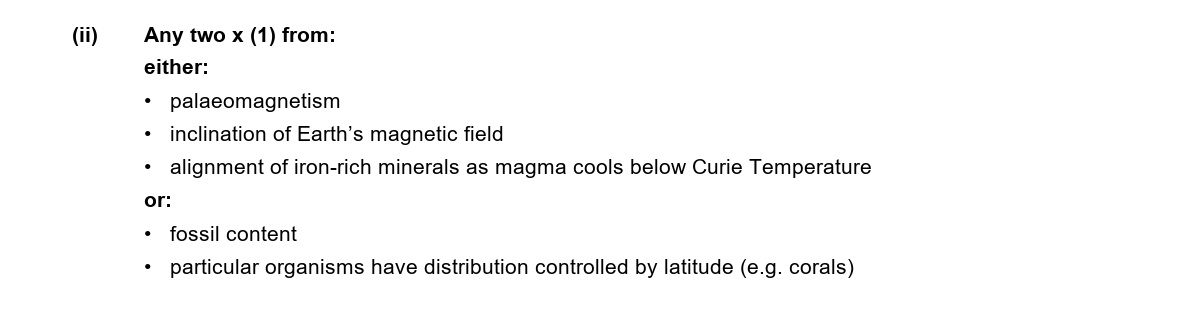 (ii) Any two x (1) from:
either:
• palaeomagnetism
• inclination of Earth’s magnetic field
• alignment of iron-rich minerals as magma cools below Curie Temperature
or:
• fossil content
• particular organisms have distribution controlled by latitude (e.g. corals)